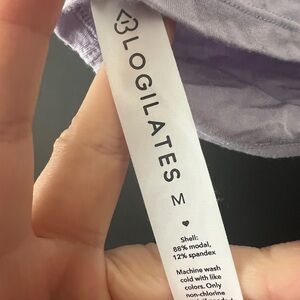 BLOGILATES
M
Shell:
88% modal,
12% spandex
Machine wash
cold with like
colors. Only
non-chlorine